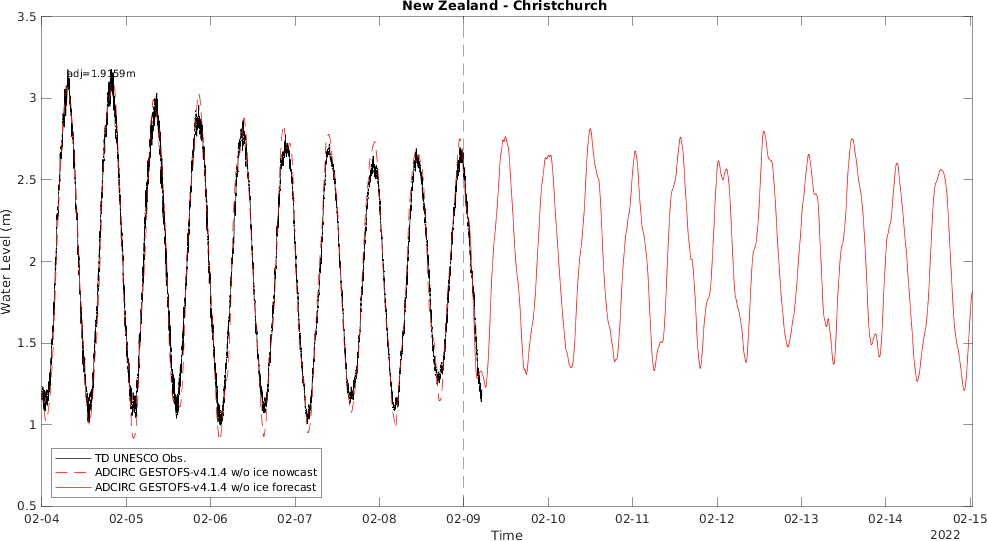 New Zealand - Christchurch
3.5
3
2.5
2
1.5
1
0.5
Water Level (m)
TD UNESCO Obs.
ADCIRC GESTOFS-v4.1.4 w/o ice nowcast
ADCIRC GESTOFS-v4.1.4 w/o ice forecast
02-04 02-05 02-06 02-07 02-08 02-09 02-10 02-11 02-12 02-13 02-14 02-15
Time
2022